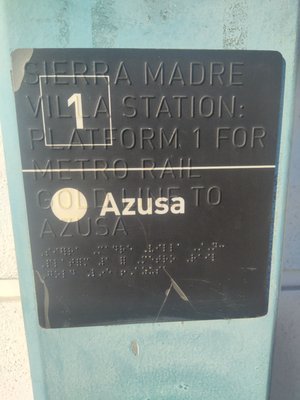 SIERRA MADRE
VILLA STATION:
1
PLATFORM 1 FOR
METRO RAIL
GOLD LINE TO
Azusa
AZUSA